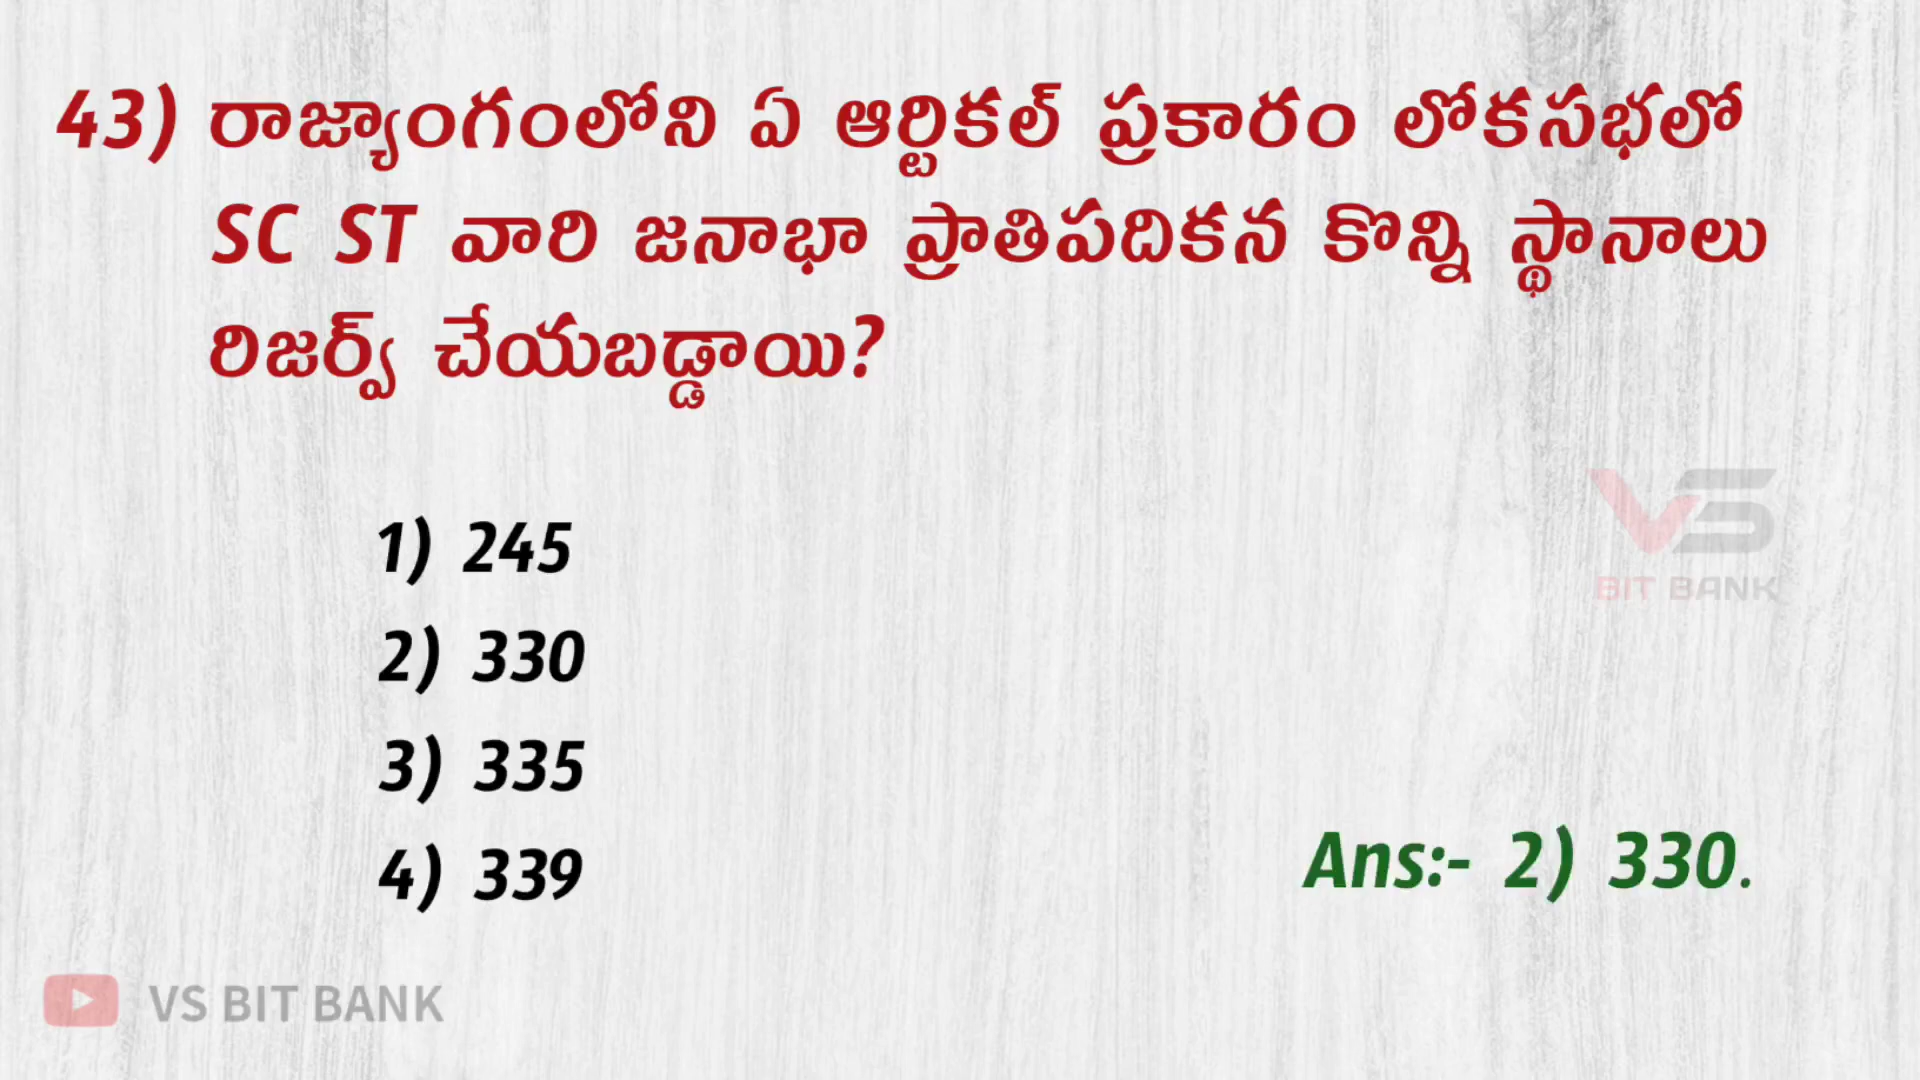 43) రాజ్యాంగంలోని ఏ ఆర్టికల్ ప్రకారం లోకసభలో
SC ST వారి జనాభా ప్రాతిపదికన కొన్ని స్థానాలు
రిజర్వ్ చేయబడ్డాయి?
1) 245
2) 330
3) 335
4) 339
Ans:- 2) 330.
VS
BIT BANK
VS BIT BANK